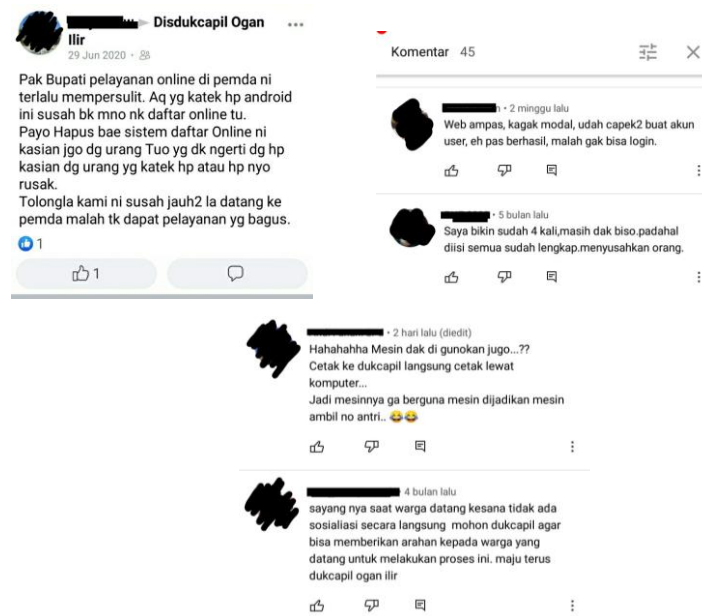 Disdukcapil Ogan
Ilir
29 Jun 2020
Pak Bupati pelayanan online di pemda ni
terlalu mempersulit. Aq yg katek hp android
ini susah bk mno nk daftar online tu.
Payo Hapus bae sistem daftar Online ni
kasian jgo dg urang Tuo yg dk ngerti dg hp
kasian dg urang yg katek hp atau hp nyo
rusak.
Tolongla kami ni susah jauh2 la datang ke
pemda malah tk dapat pelayanan yg bagus.
1
1
Komentar 45
• 2 minggu lalu
Web ampas, kagak modal, udah capek2 buat akun
user, eh pas berhasil, malah gak bisa login.
• 5 bulan lalu
Saya bikin sudah 4 kali,masih dak biso.padahal
diisi semua sudah lengkap.menyusahkan orang.
• 2 hari lalu (diedit)
Hahahahha Mesin dak di gunokan jugo...??
Cetak ke dukcapil langsung cetak lewat
komputer...
Jadi mesinnya ga berguna mesin dijadikan mesin
ambil no antri.. 😂😂
4 bulan lalu
sayang nya saat warga datang kesana tidak ada
sosialiasi secara langsung mohon dukcapil agar
bisa memberikan arahan kepada warga yang
datang untuk melakukan proses ini. maju terus
dukcapil ogan ilir